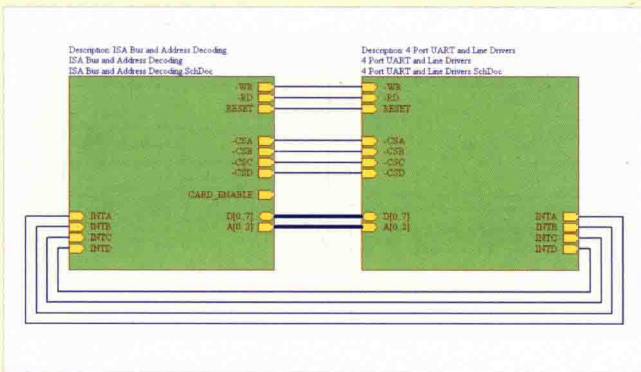 Description: ISA Bus and Address Decoding
ISA Bus and Address Decoding
ISA Bus and Address Decoding SchDoc
-WR
-RD
RESET
-CSA
-CSB
-CSC
-CSD
CARD_ENABLE
D[0..7]
A[0..2]
INTA
INTB
INTC
INTD
Description: 4 Port UART and Line Drivers
4 Port UART and Line Drivers
4 Port UART and Line Drivers SchDoc
-WR
-RD
RESET
-CSA
-CSB
-CSC
-CSD
D[0..7]
A[0..2]
INTA
INTB
INTC
INTD